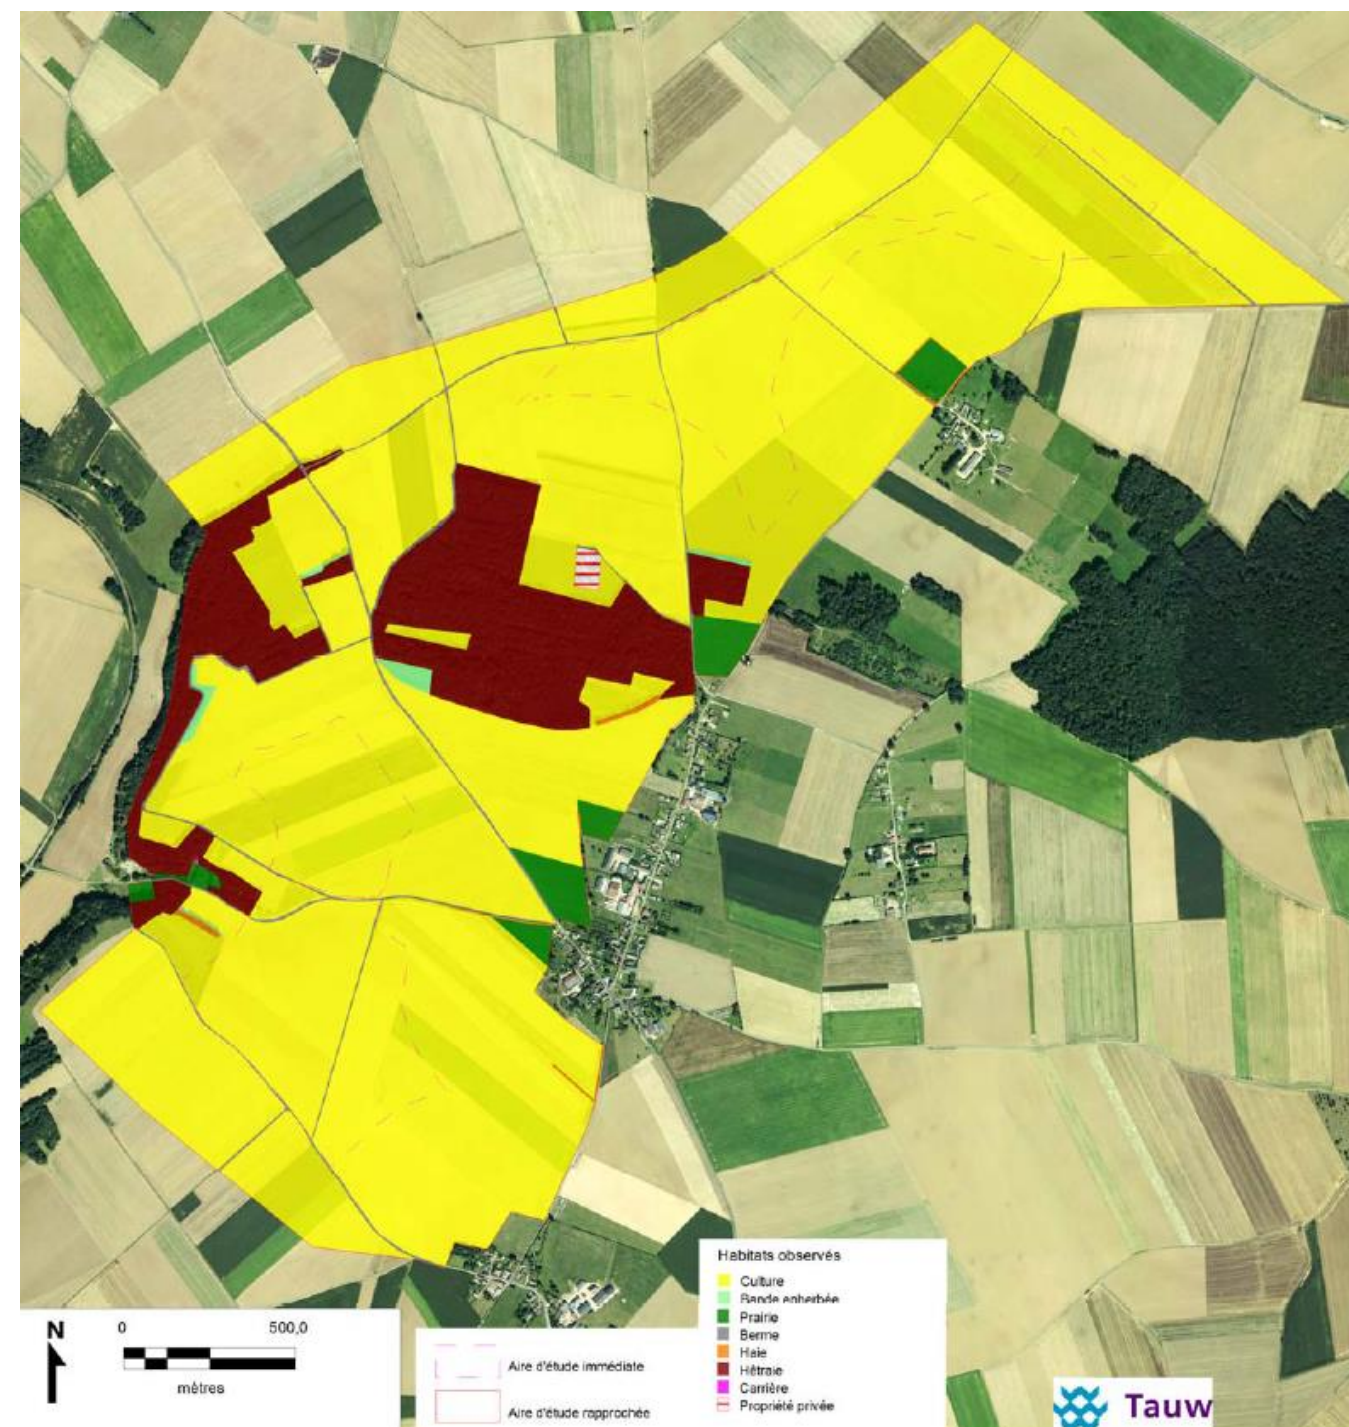 Habitats observés
Culture
Bande enherbée
Prairie
Berme
Haie
Hêtraie
Carrière
Propriété privée
N
0 500,0
mètres
Aire d'étude immédiate
Aire d'étude rapprochée
Tauw